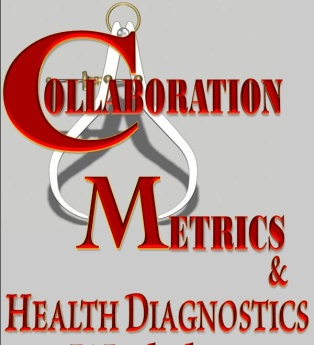 COLLABORATION
METRICS
&
HEALTH DIAGNOSTICS